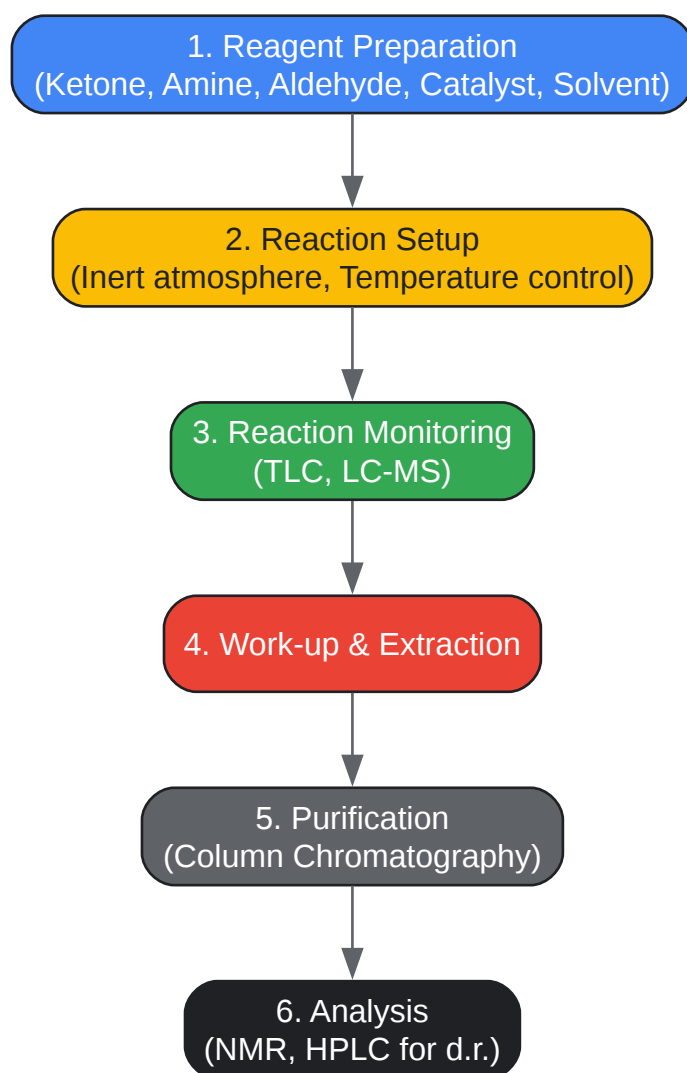 1. Reagent Preparation
(Ketone, Amine, Aldehyde, Catalyst, Solvent)
2. Reaction Setup
(Inert atmosphere, Temperature control)
3. Reaction Monitoring
(TLC, LC-MS)
4. Work-up & Extraction
5. Purification
(Column Chromatography)
6. Analysis
(NMR, HPLC for d.r.)